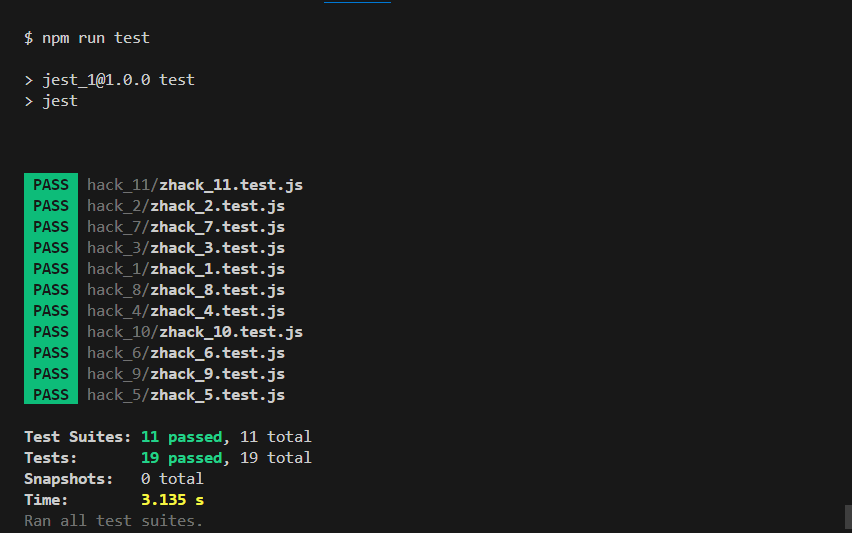 $ npm run test
> jest_1@1.0.0 test
> jest
PASS hack_11/zhack_11.test.js
PASS hack_2/zhack_2.test.js
PASS hack_7/zhack_7.test.js
PASS hack_3/zhack_3.test.js
PASS hack_1/zhack_1.test.js
PASS hack_8/zhack_8.test.js
PASS hack_4/zhack_4.test.js
PASS hack_10/zhack_10.test.js
PASS hack_6/zhack_6.test.js
PASS hack_9/zhack_9.test.js
PASS hack_5/zhack_5.test.js
Test Suites: 11 passed, 11 total
Tests: 19 passed, 19 total
Snapshots: 0 total
Time: 3.135 s
Ran all test suites.